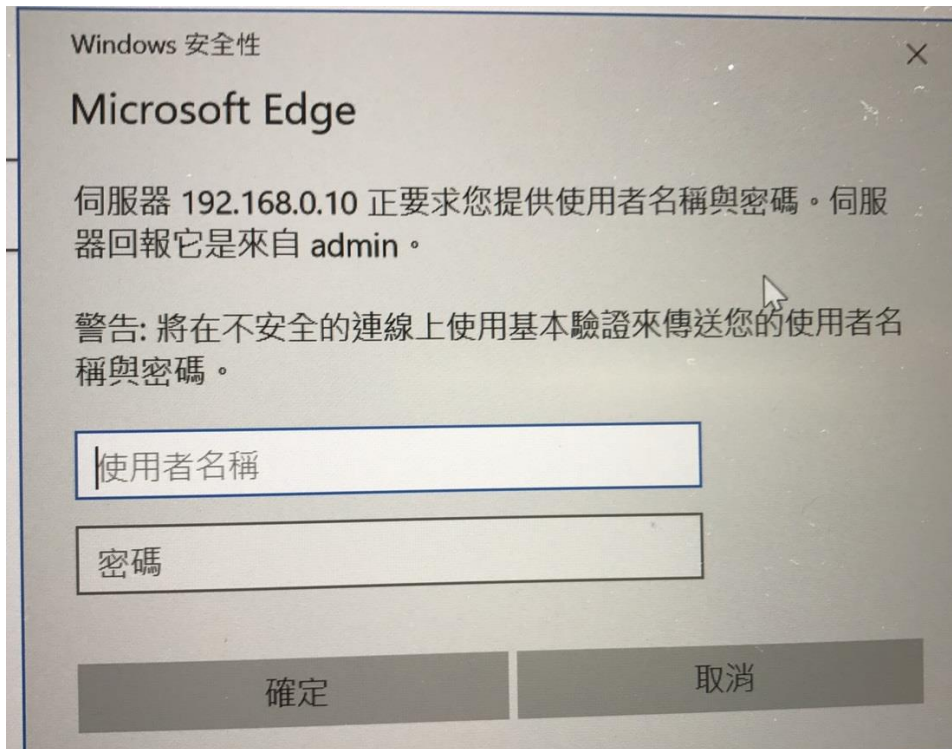 Windows 安全性
Microsoft Edge
伺服器 192.168.0.10 正要求您提供使用者名稱與密碼。伺服
器回報它是來自 admin。
警告: 將在不安全的連線上使用基本驗證來傳送您的使用者名
稱與密碼。
使用者名稱
密碼
確定
取消